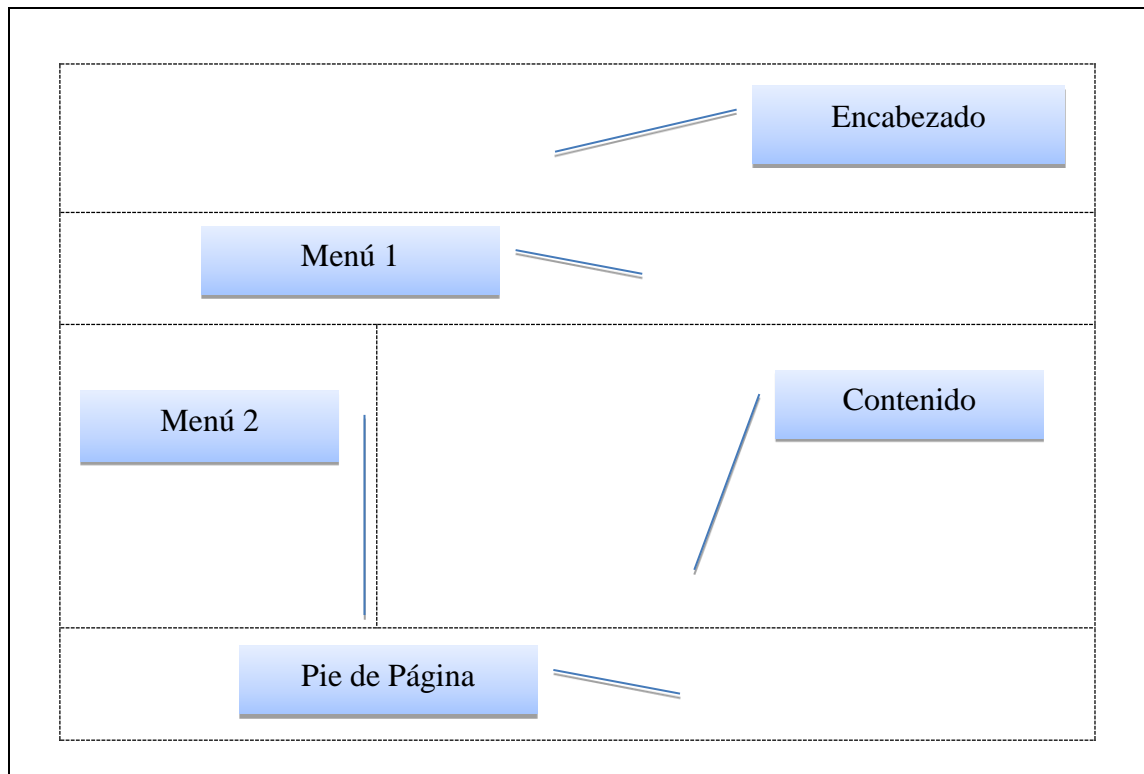 Encabezado
Menú 1
Menú 2
Contenido
Pie de Página